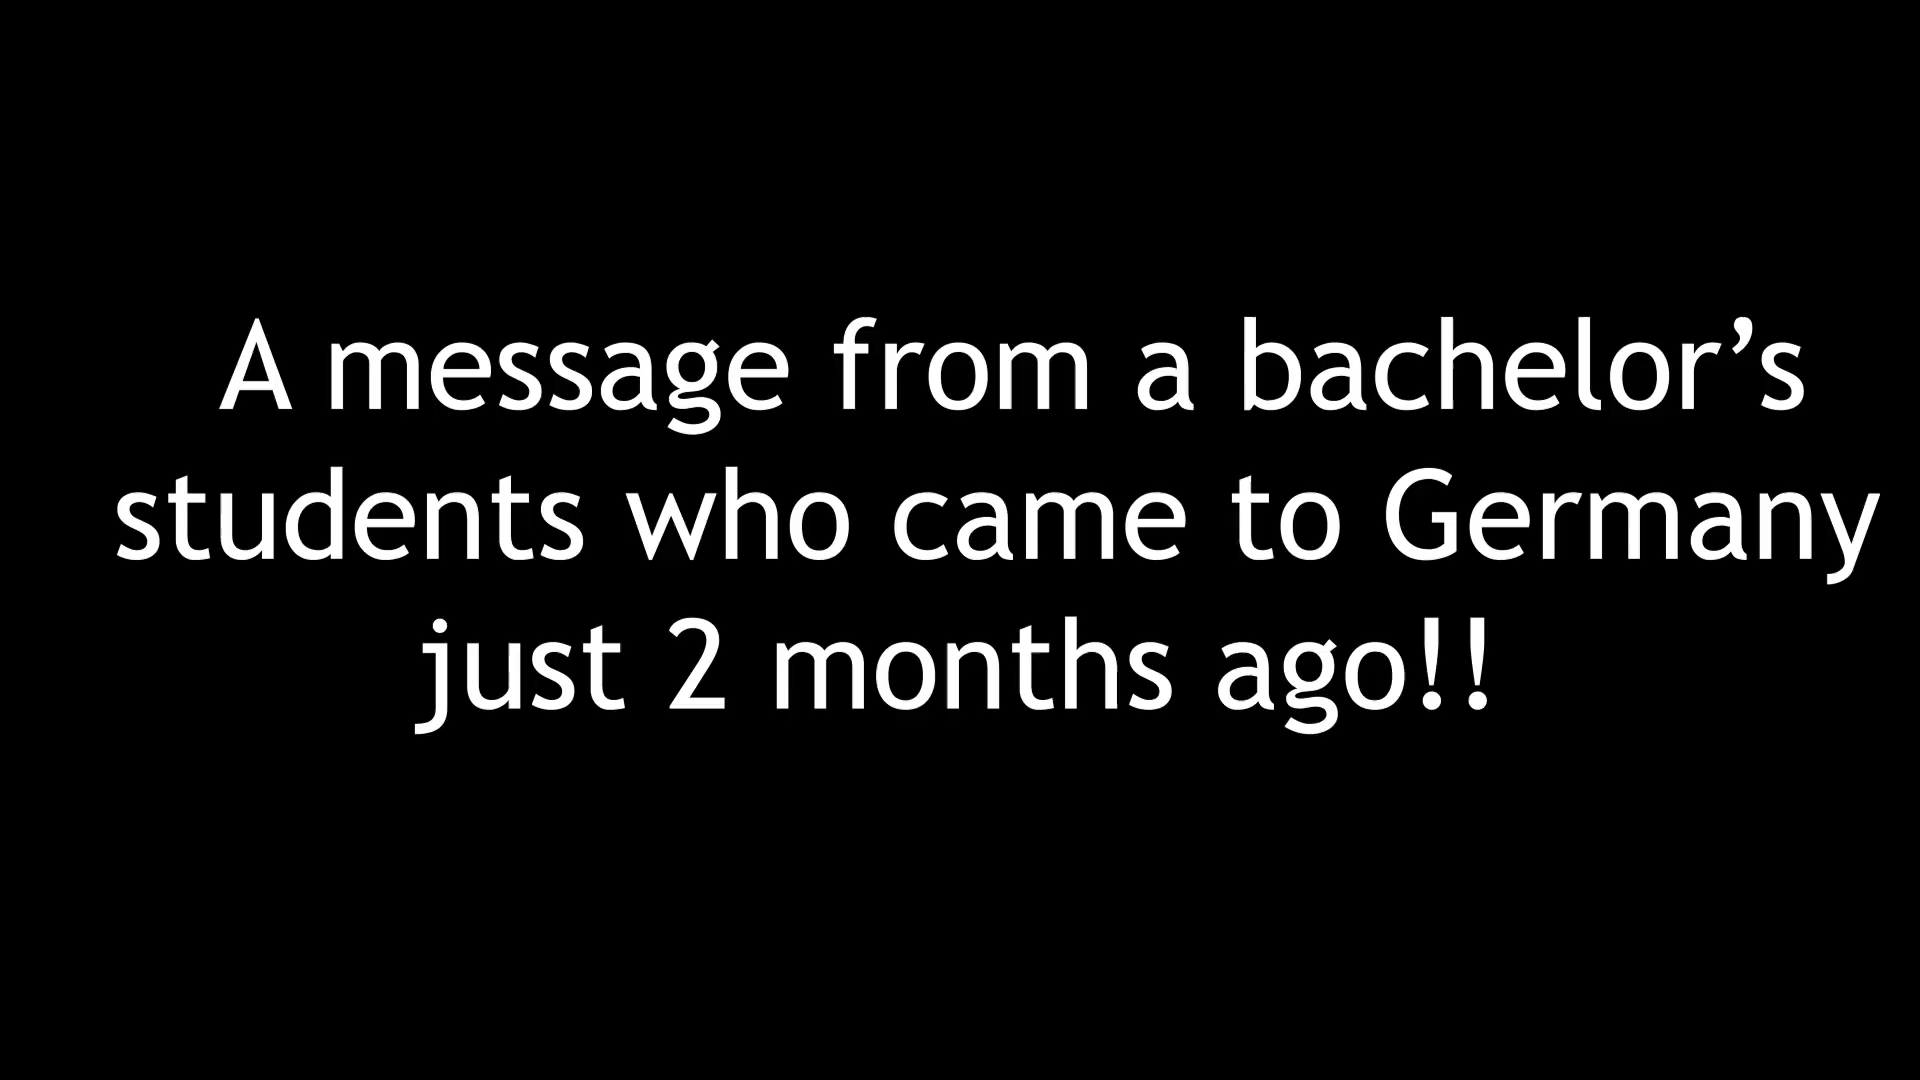 A message from a bachelor’s
students who came to Germany
just 2 months ago!!